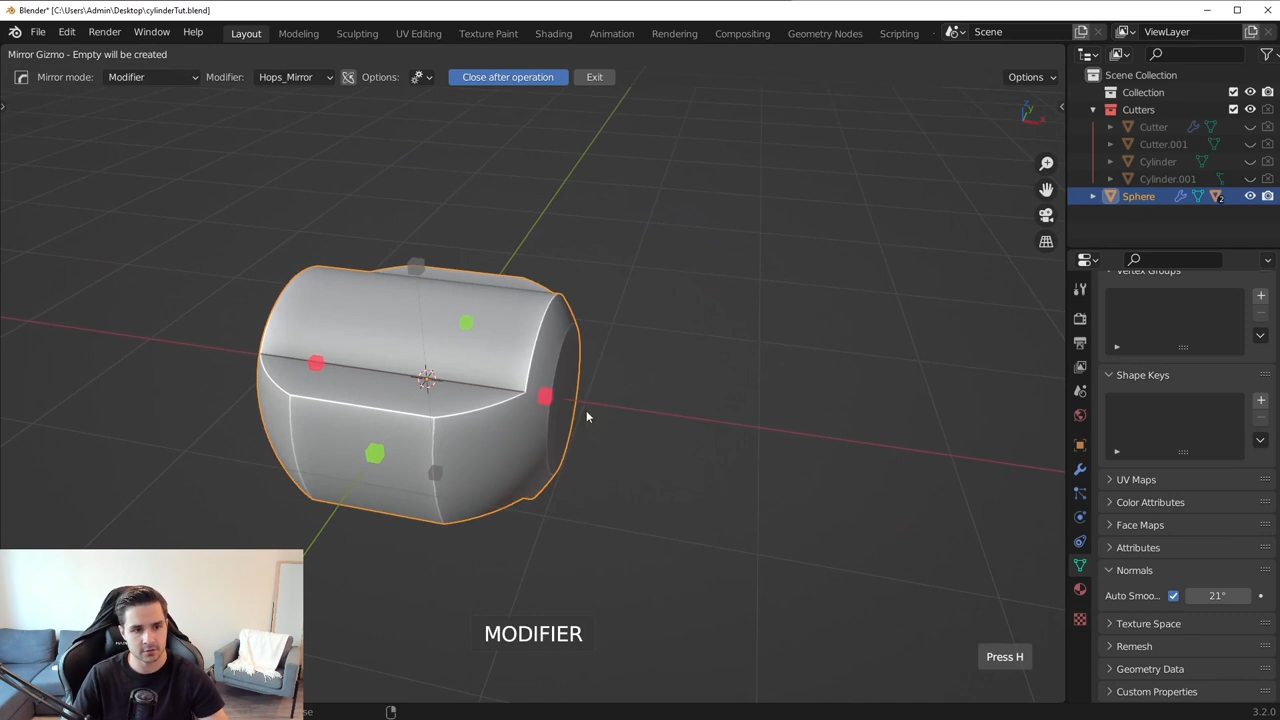 Blender* [C:\Users\Admin\Desktop\cylinderTut.blend]
File Edit Render Window Help Layout Modeling Sculpting UV Editing Texture Paint Shading Animation Rendering Compositing Geometry Nodes Scripting Scene ViewLayer
Mirror Gizmo - Empty will be created
Mirror mode: Modifier Modifier: Hops_Mirror Options: Close after operation Exit Options
Scene Collection
Collection
Cutters
Cutter
Cutter.001
Cylinder
Cylinder.001
Sphere 2
Vertex Groups
Shape Keys
UV Maps
Color Attributes
Face Maps
Attributes
Normals
Auto Smoo... 21°
Texture Space
Remesh
Geometry Data
Custom Properties
MODIFIER
Press H
3.2.0